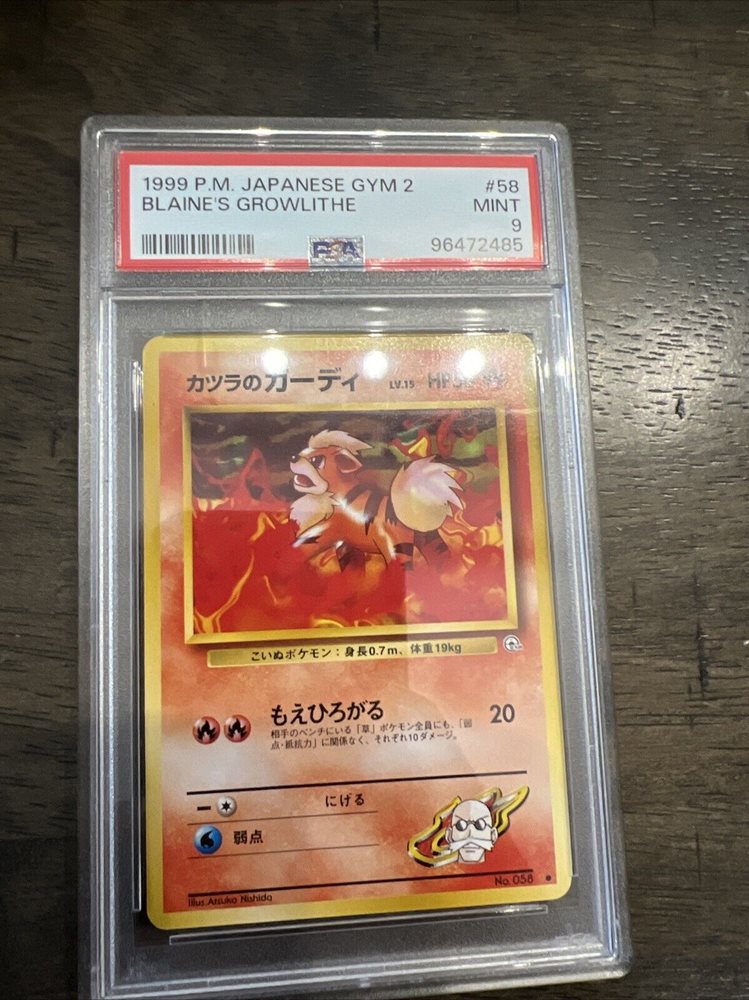 1999 P.M. JAPANESE GYM 2 #58
BLAINE'S GROWLITHE MINT
9
PSA 96472485
カツラのガーディ LV.15
こいぬポケモン：身長0.7m、体重19kg
もえひろがる 20
相手のベンチにいる「草」ポケモン全員にも、「弱
点・抵抗力」に関係なく、それぞれ10ダメージ。
にげる
弱点
No. 058
Illus. Atsuko Nishida